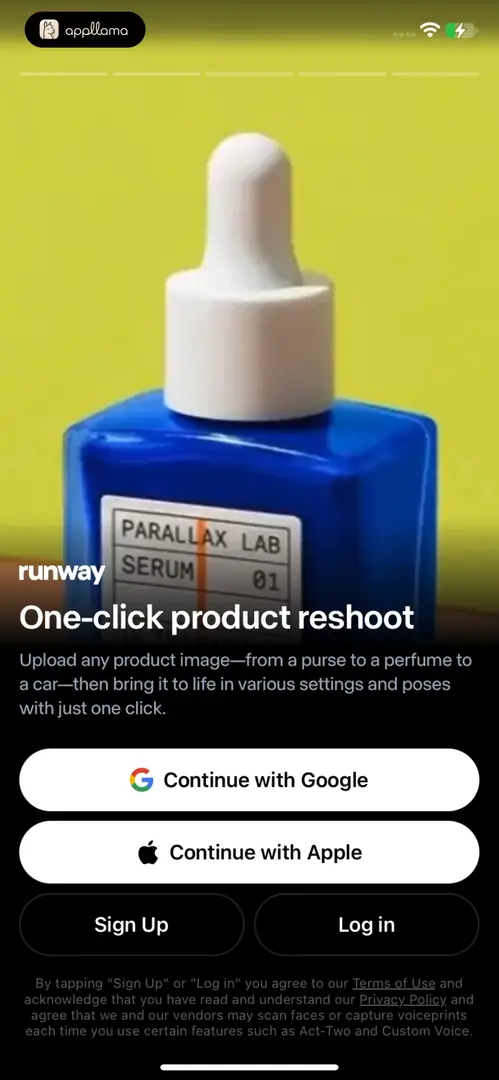 appllama
PARALLAX LAB
SERUM 01
runway
One-click product reshoot
Upload any product image—from a purse to a perfume to
a car—then bring it to life in various settings and poses
with just one click.
Continue with Google
Continue with Apple
Sign Up Log in
By tapping "Sign Up" or "Log in" you agree to our Terms of Use and
acknowledge that you have read and understand our Privacy Policy and
agree that we and our vendors may scan faces or capture voiceprints
each time you use certain features such as Act-Two and Custom Voice.